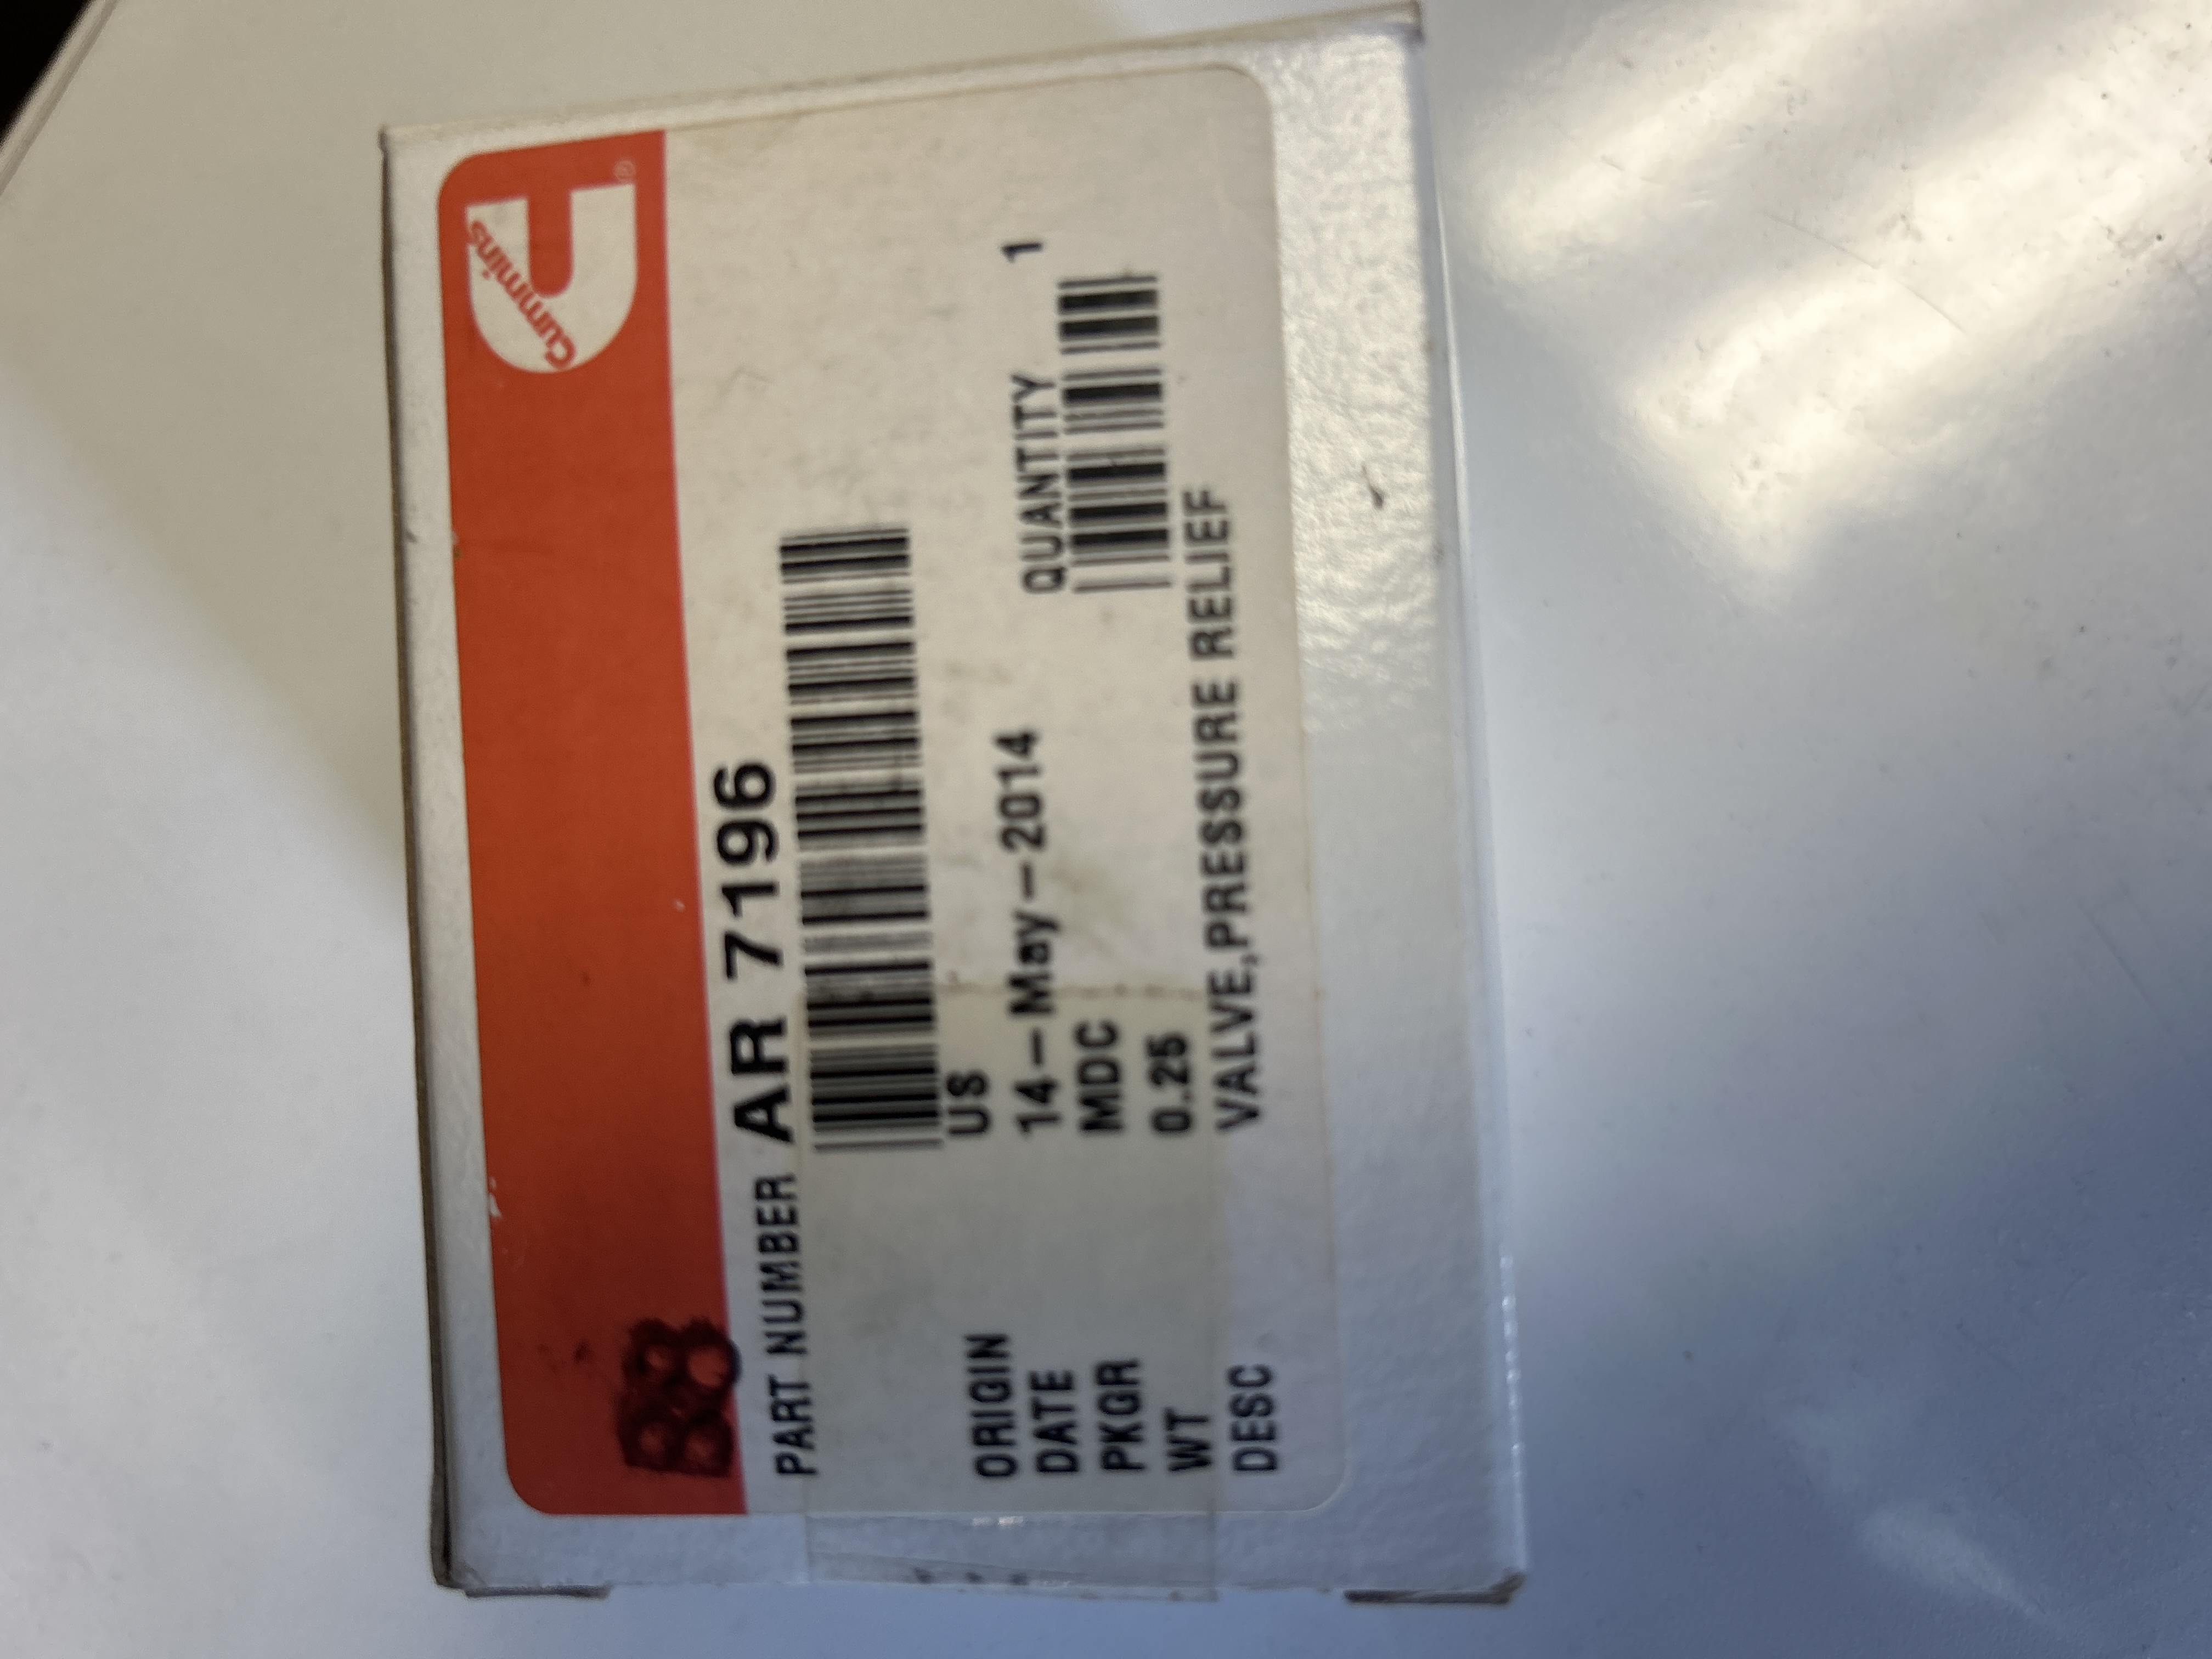 Cummins
®
PART NUMBER AR 7196
ORIGIN US
DATE 14-May-2014 QUANTITY 1
PKGR MDC
WT 0.25
DESC VALVE,PRESSURE RELIEF